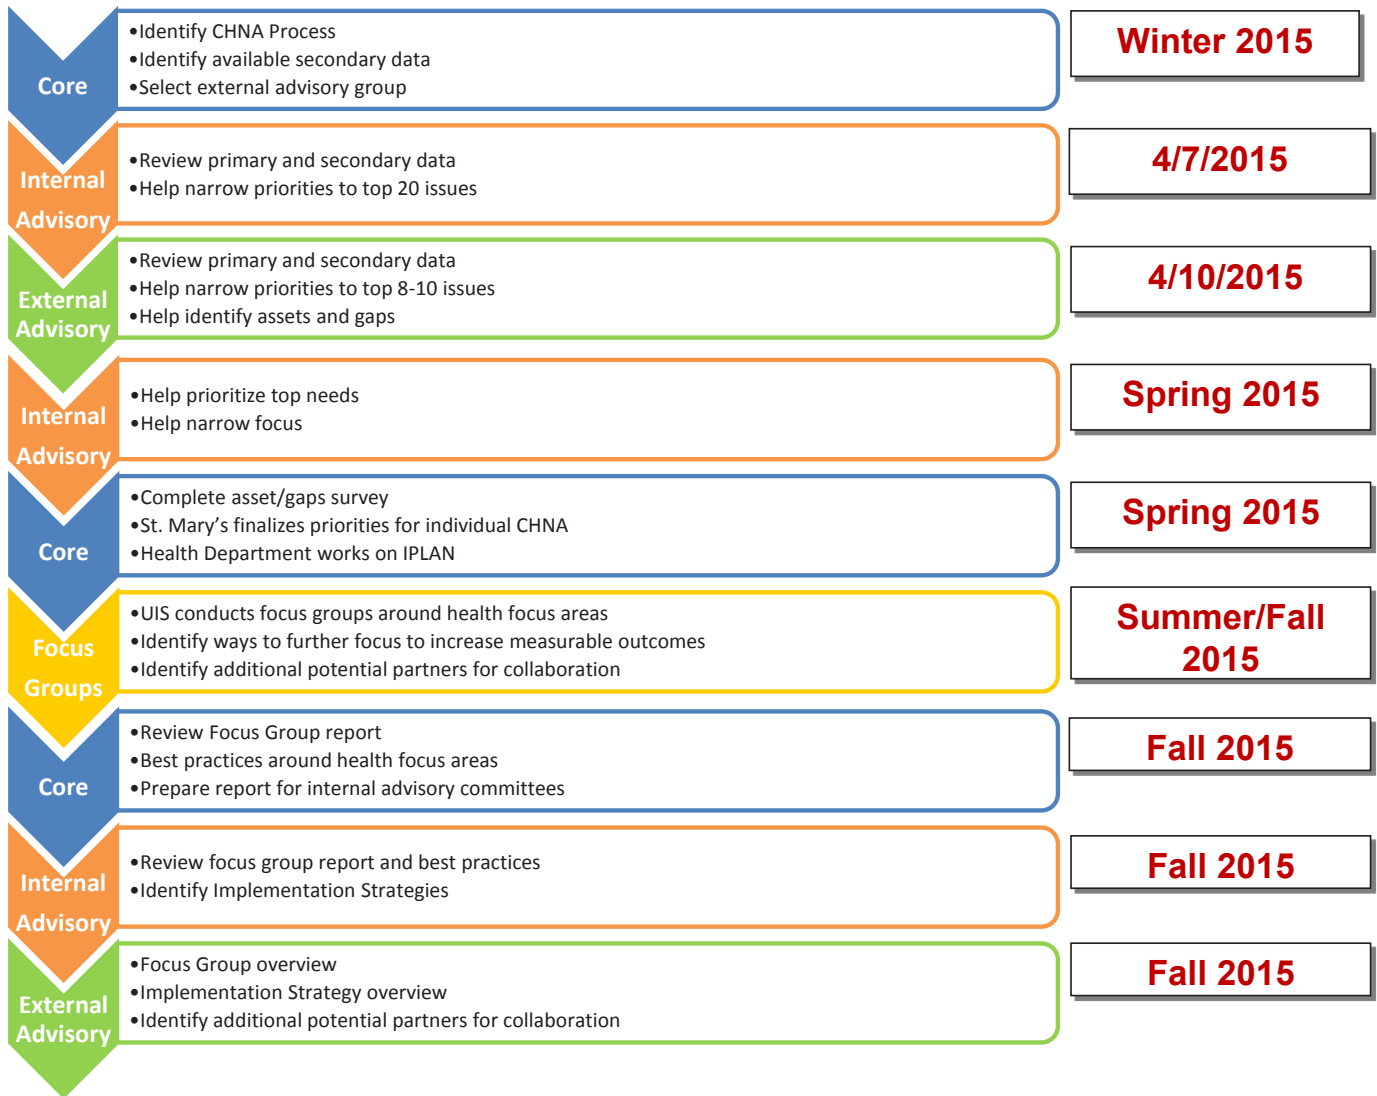 Core
•Identify CHNA Process
•Identify available secondary data
•Select external advisory group
Winter 2015
Internal
Advisory
•Review primary and secondary data
•Help narrow priorities to top 20 issues
4/7/2015
External
Advisory
•Review primary and secondary data
•Help narrow priorities to top 8-10 issues
•Help identify assets and gaps
4/10/2015
Internal
Advisory
•Help prioritize top needs
•Help narrow focus
Spring 2015
Core
•Complete asset/gaps survey
•St. Mary’s finalizes priorities for individual CHNA
•Health Department works on IPLAN
Spring 2015
Focus
Groups
•UIS conducts focus groups around health focus areas
•Identify ways to further focus to increase measurable outcomes
•Identify additional potential partners for collaboration
Summer/Fall
2015
Core
•Review Focus Group report
•Best practices around health focus areas
•Prepare report for internal advisory committees
Fall 2015
Internal
Advisory
•Review focus group report and best practices
•Identify Implementation Strategies
Fall 2015
External
Advisory
•Focus Group overview
•Implementation Strategy overview
•Identify additional potential partners for collaboration
Fall 2015